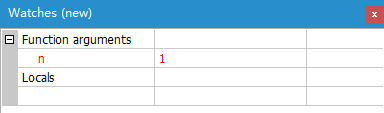 Watches (new)
Function arguments
n 1
Locals